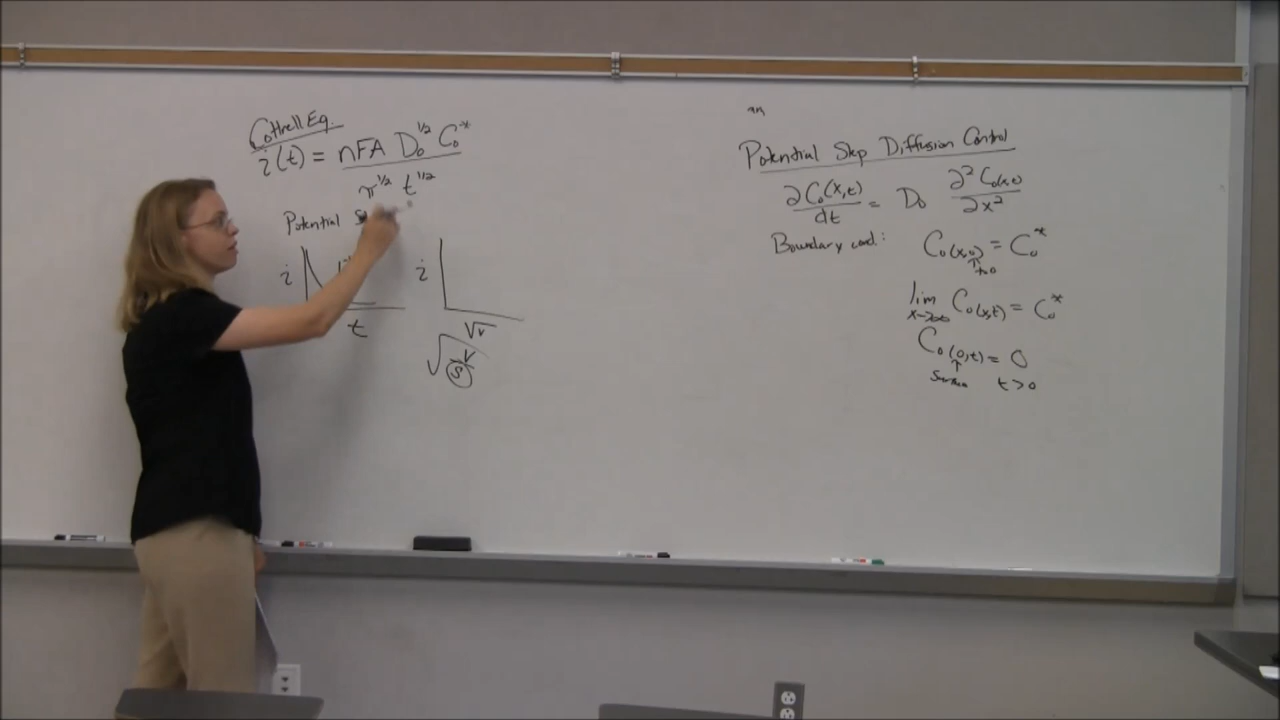 Cottrell Eq.
i(t) = nFA D₀^1/2 C₀*
π^1/2 t^1/2
Potential
i
t
i
√v
√
V
S
Potential Step Diffusion Control
∂C₀(x,t)
dt
= D₀
∂²C₀(x,t)
∂x²
Boundary cond.:
C₀(x,0) = C₀*
↑
t=0
lim C₀(x,t) = C₀*
x→∞
C₀(0,t) = 0
↑
t>0